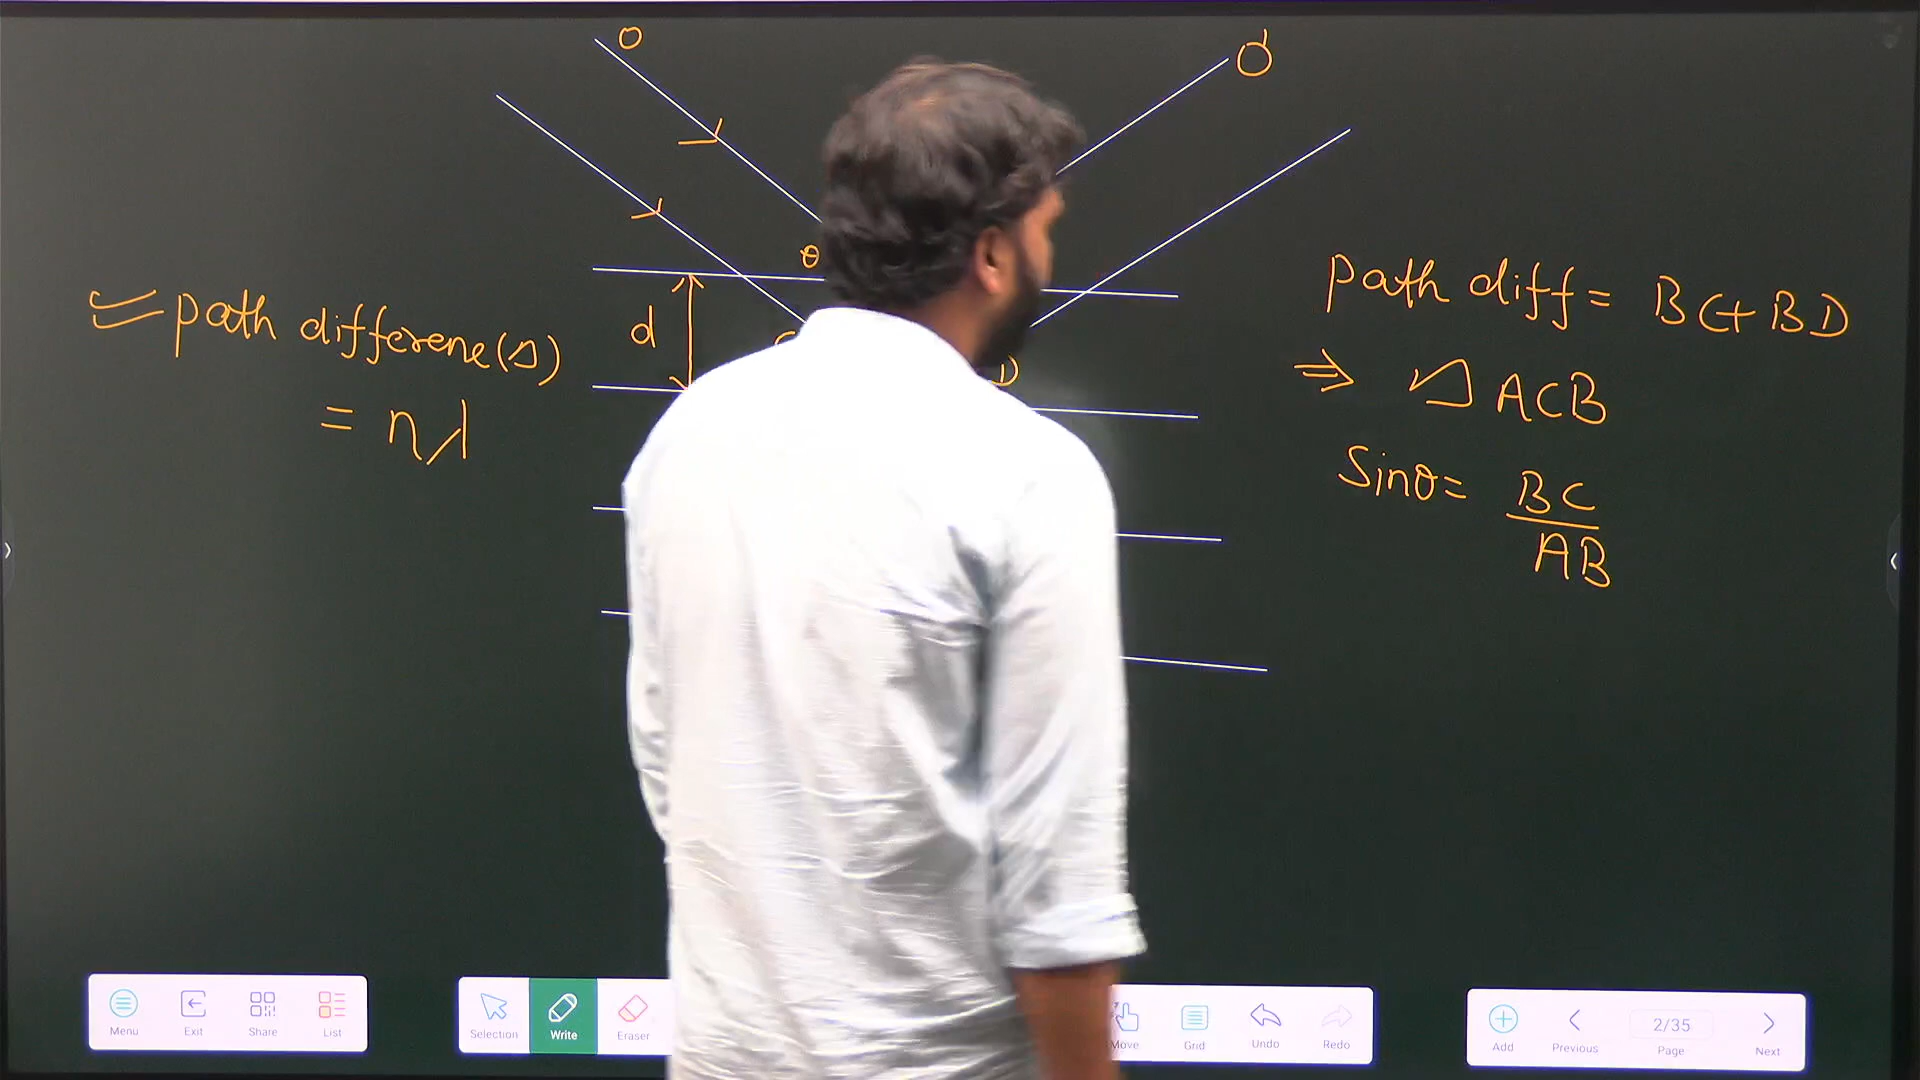 O
O'
θ
path differene(Δ)
= nλ
d
D
path diff = BC+BD
⇒ Δ ACB
Sinθ= BC
AB
Menu
Exit
Share
List
Selection
Write
Eraser
Move
Grid
Undo
Redo
Add
Previous
2/35
Page
Next